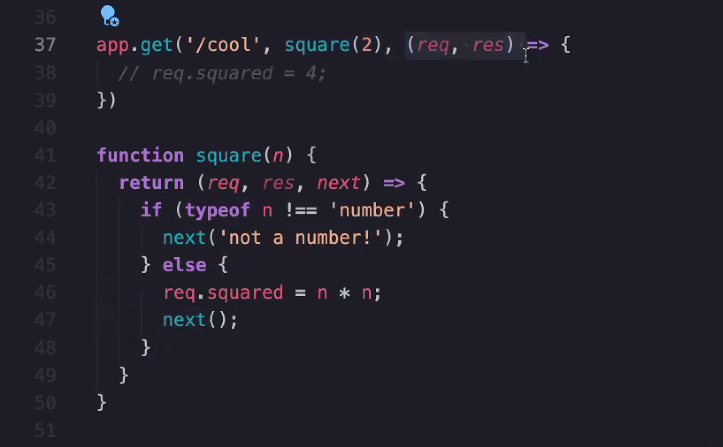 36
37 app.get('/cool', square(2), (req, res) => {
38   // req.squared = 4;
39 })
40
41 function square(n) {
42   return (req, res, next) => {
43     if (typeof n !== 'number') {
44       next('not a number!');
45     } else {
46       req.squared = n * n;
47       next();
48     }
49   }
50 }
51